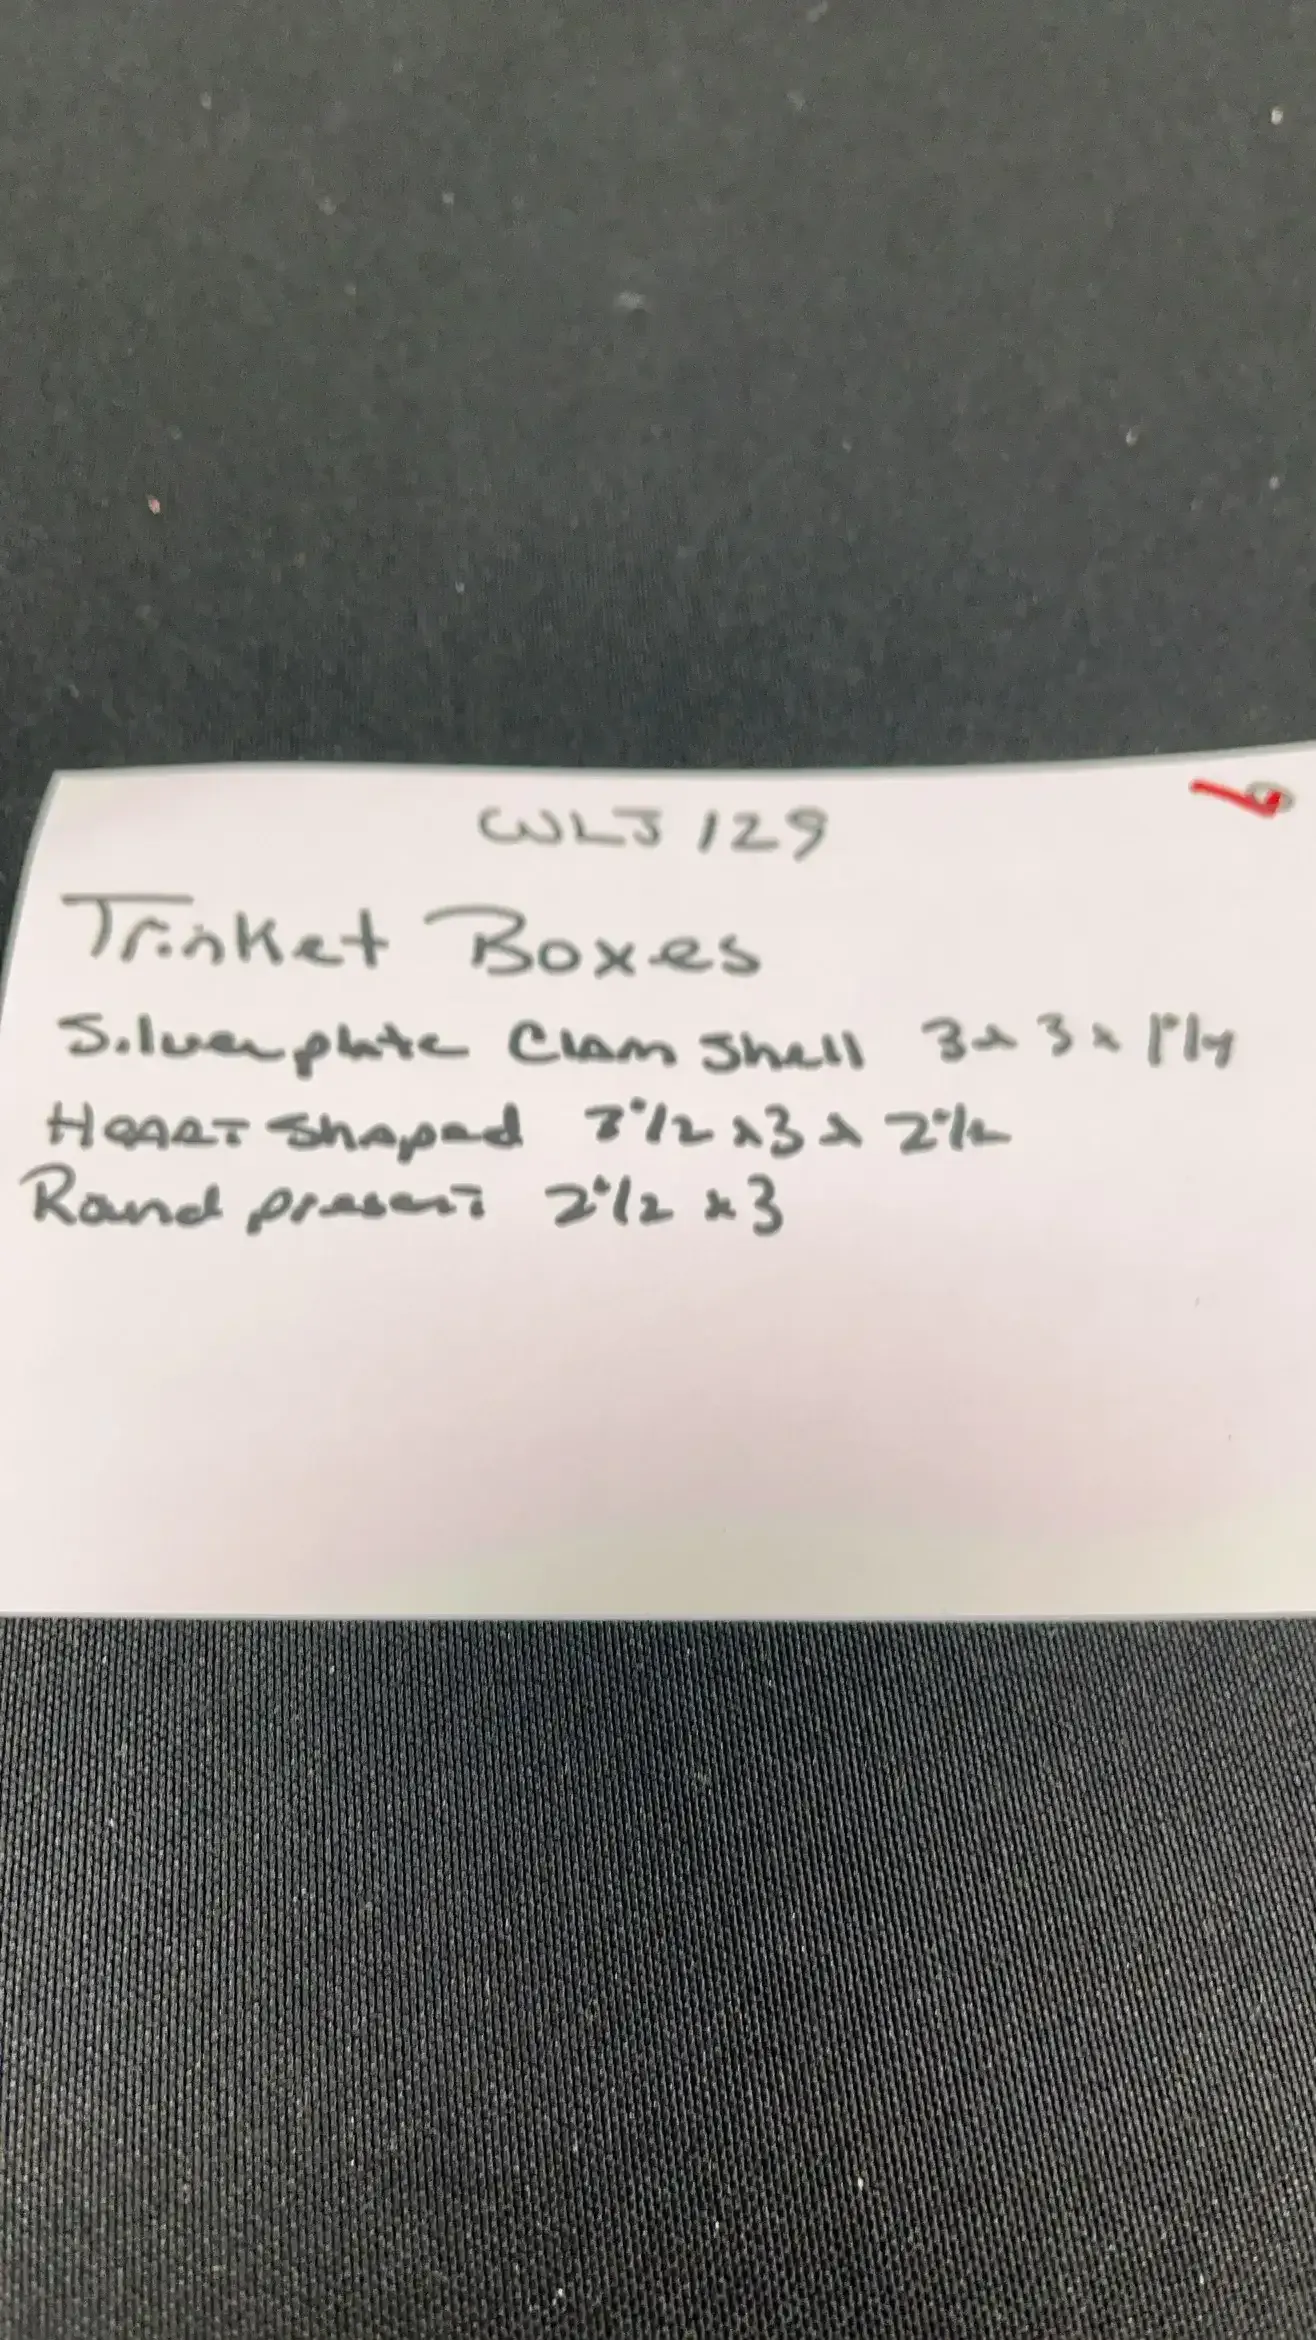 WLJ 129
Trinket Boxes
Silverplate Clam Shell 3 x 3 x 1 1/4
HEART Shaped 3 1/2 x 3 x 2 1/2
Round present 2 1/2 x 3